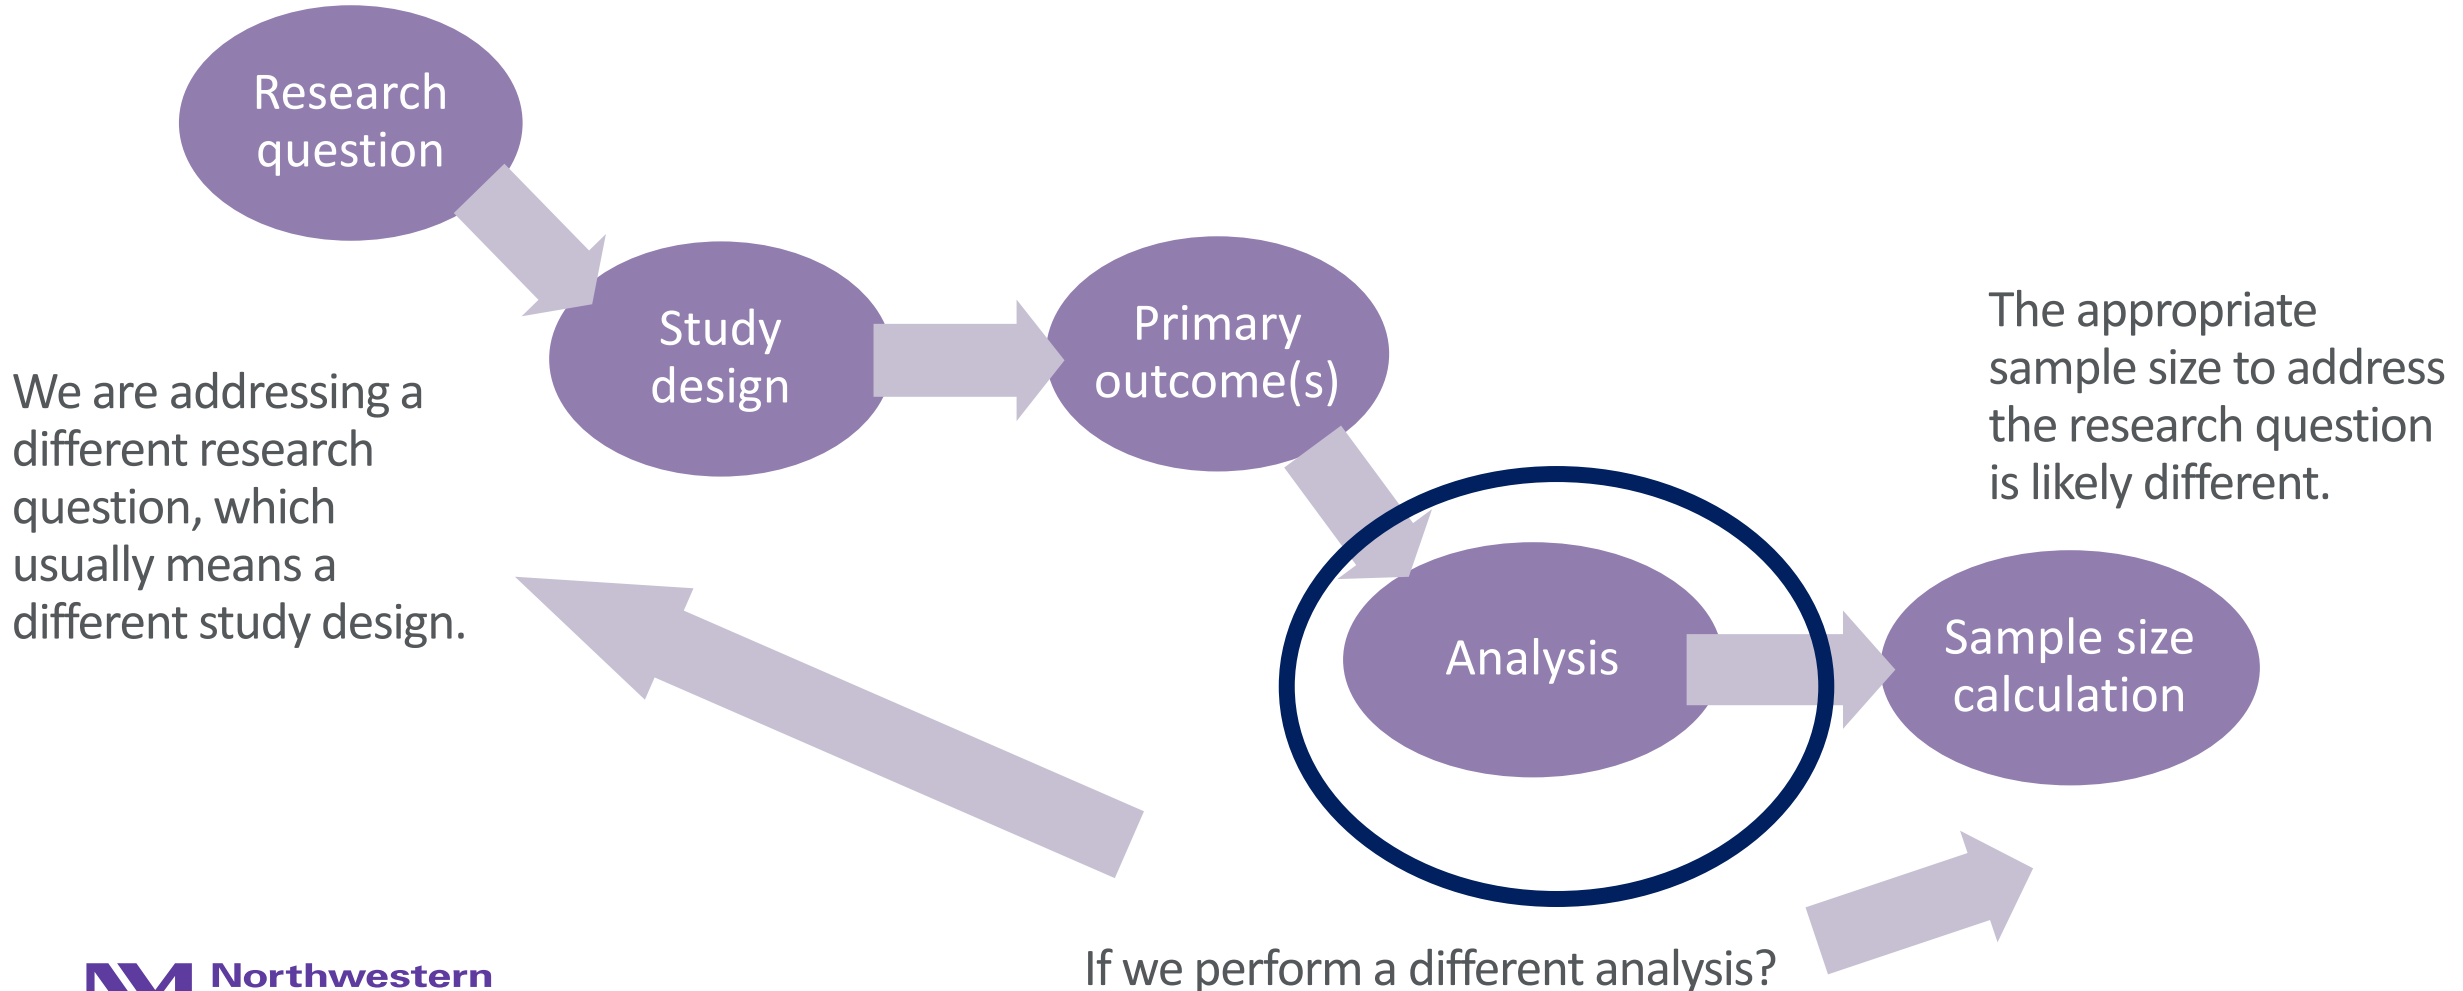 Research
question
Study
design
Primary
outcome(s)
The appropriate
sample size to address
the research question
is likely different.
We are addressing a
different research
question, which
usually means a
different study design.
Analysis
Sample size
calculation
If we perform a different analysis?
Northwestern